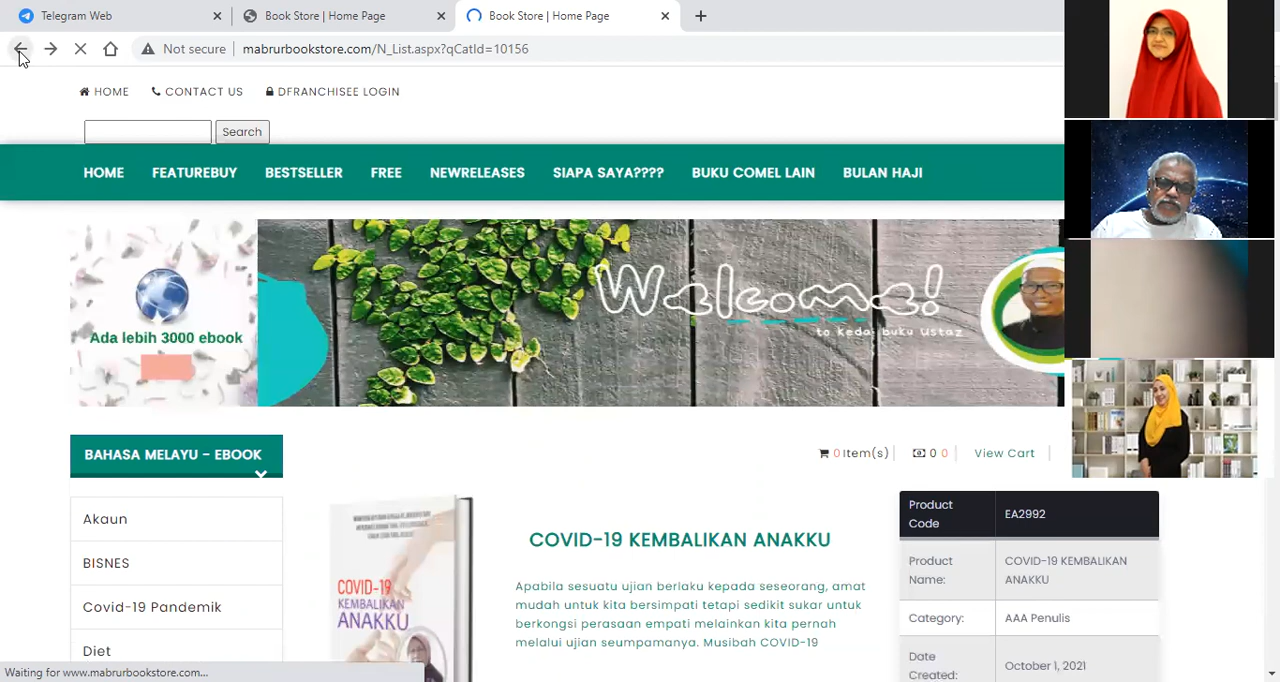 Telegram Web
Book Store | Home Page
Book Store | Home Page
Not secure
mabrurbookstore.com/N_List.aspx?qCatId=10156
HOME
CONTACT US
DFRANCHISEE LOGIN
Search
HOME
FEATUREBUY
BESTSELLER
FREE
NEWRELEASES
SIAPA SAYA????
BUKU COMEL LAIN
BULAN HAJI
Ada lebih 3000 ebook
Welcome!
to kedai buku Ustaz
BAHASA MELAYU - EBOOK
0 Item(s)
0 0
View Cart
Akaun
BISNES
Covid-19 Pandemik
Diet
COVID-19
KEMBALIKAN
ANAKKU
COVID-19 KEMBALIKAN ANAKKU
Apabila sesuatu ujian berlaku kepada seseorang, amat
mudah untuk kita bersimpati tetapi sedikit sukar untuk
berkongsi perasaan empati melainkan kita pernah
melalui ujian seumpamanya. Musibah COVID-19
Product
Code
EA2992
Product
Name:
COVID-19 KEMBALIKAN
ANAKKU
Category:
AAA Penulis
Date
Created:
October 1, 2021
Waiting for www.mabrurbookstore.com...